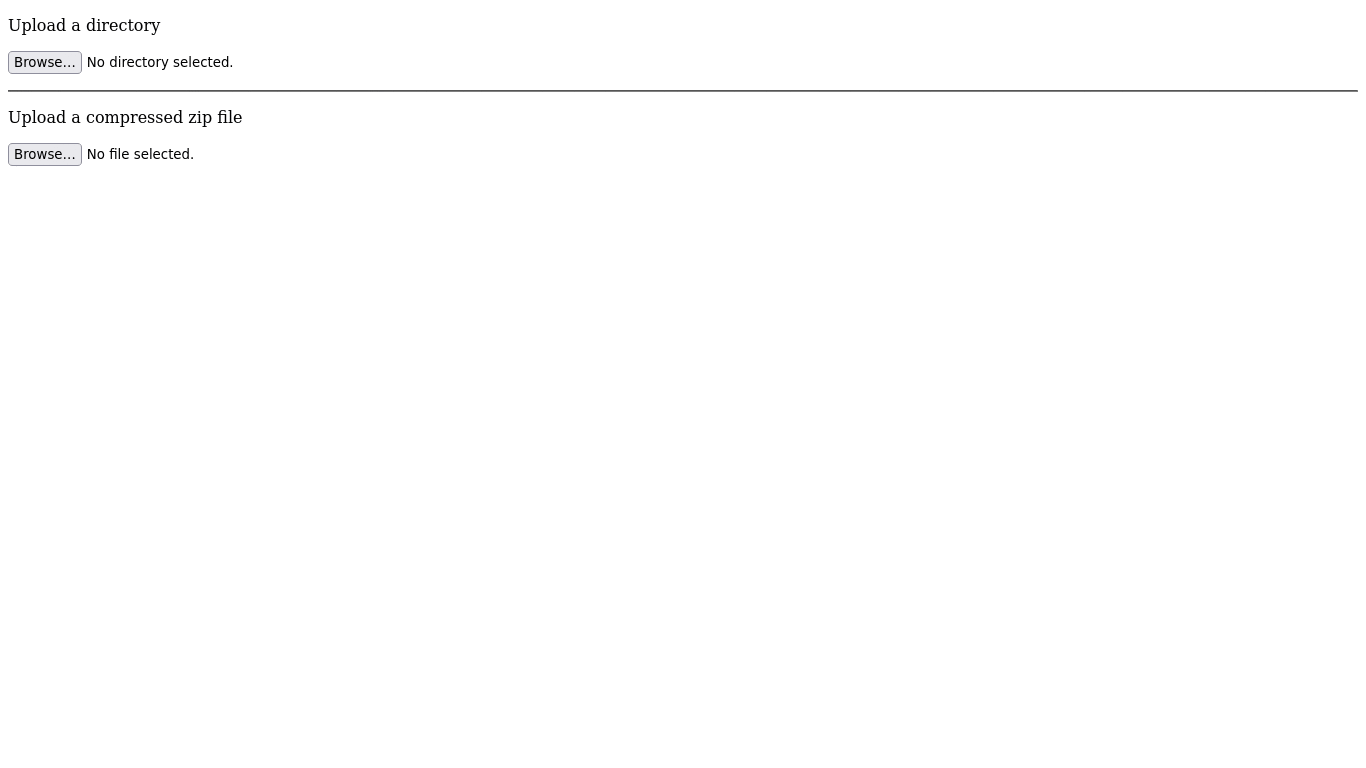 Upload a directory
Browse... No directory selected.
Upload a compressed zip file
Browse... No file selected.